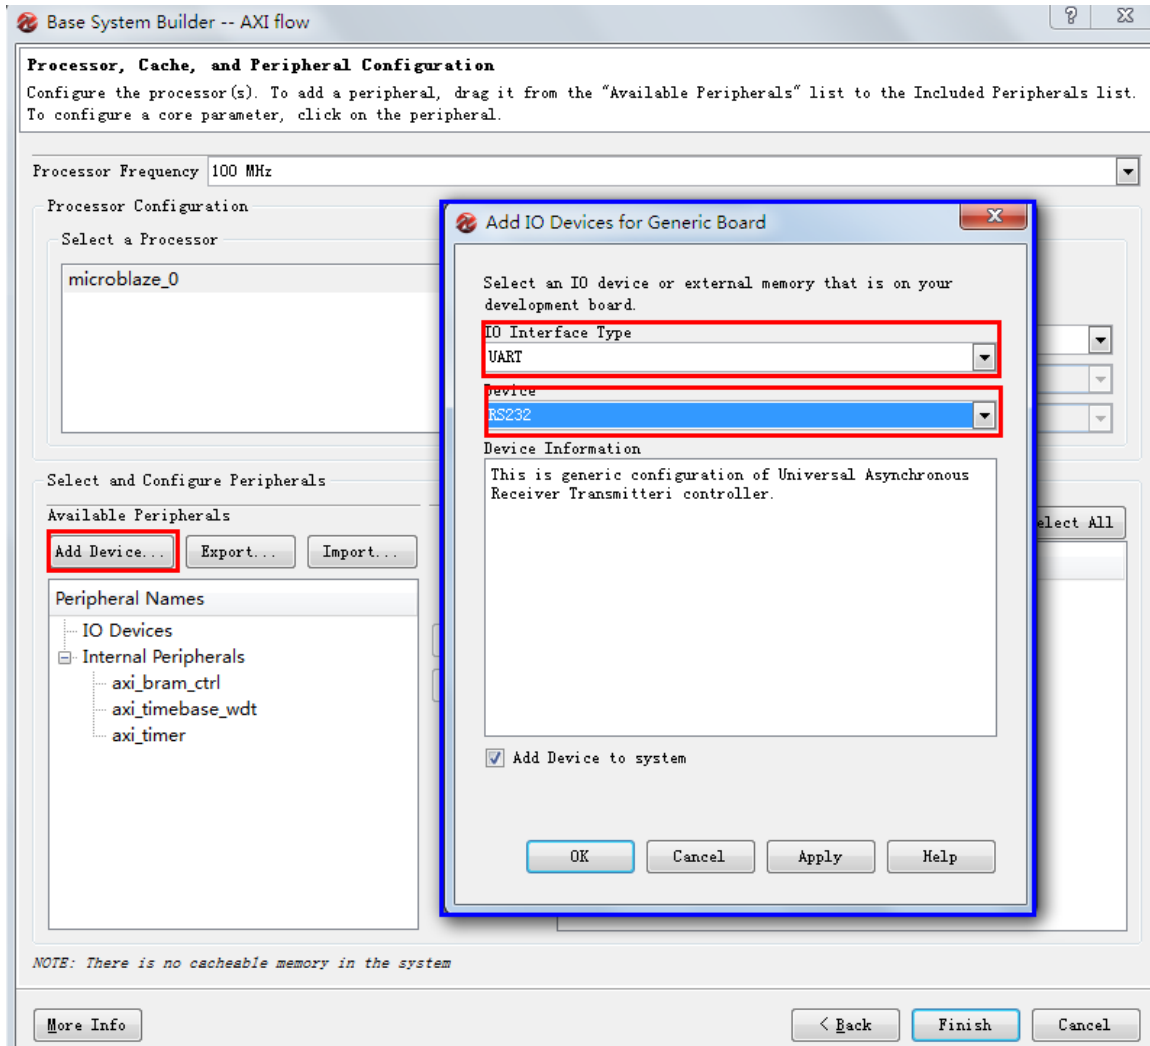 Base System Builder -- AXI flow
Processor, Cache, and Peripheral Configuration
Configure the processor(s). To add a peripheral, drag it from the "Available Peripherals" list to the Included Peripherals list.
To configure a core parameter, click on the peripheral.
Processor Frequency 100 MHz
Processor Configuration
Select a Processor
microblaze_0
Add IO Devices for Generic Board
Select an IO device or external memory that is on your
development board.
IO Interface Type
UART
Device
RS232
Device Information
This is generic configuration of Universal Asynchronous
Receiver Transmitteri controller.
Add Device to system
OK Cancel Apply Help
Select and Configure Peripherals
Available Peripherals
Add Device... Export... Import...
elect All
Peripheral Names
IO Devices
Internal Peripherals
axi_bram_ctrl
axi_timebase_wdt
axi_timer
NOTE: There is no cacheable memory in the system
More Info < Back Finish Cancel